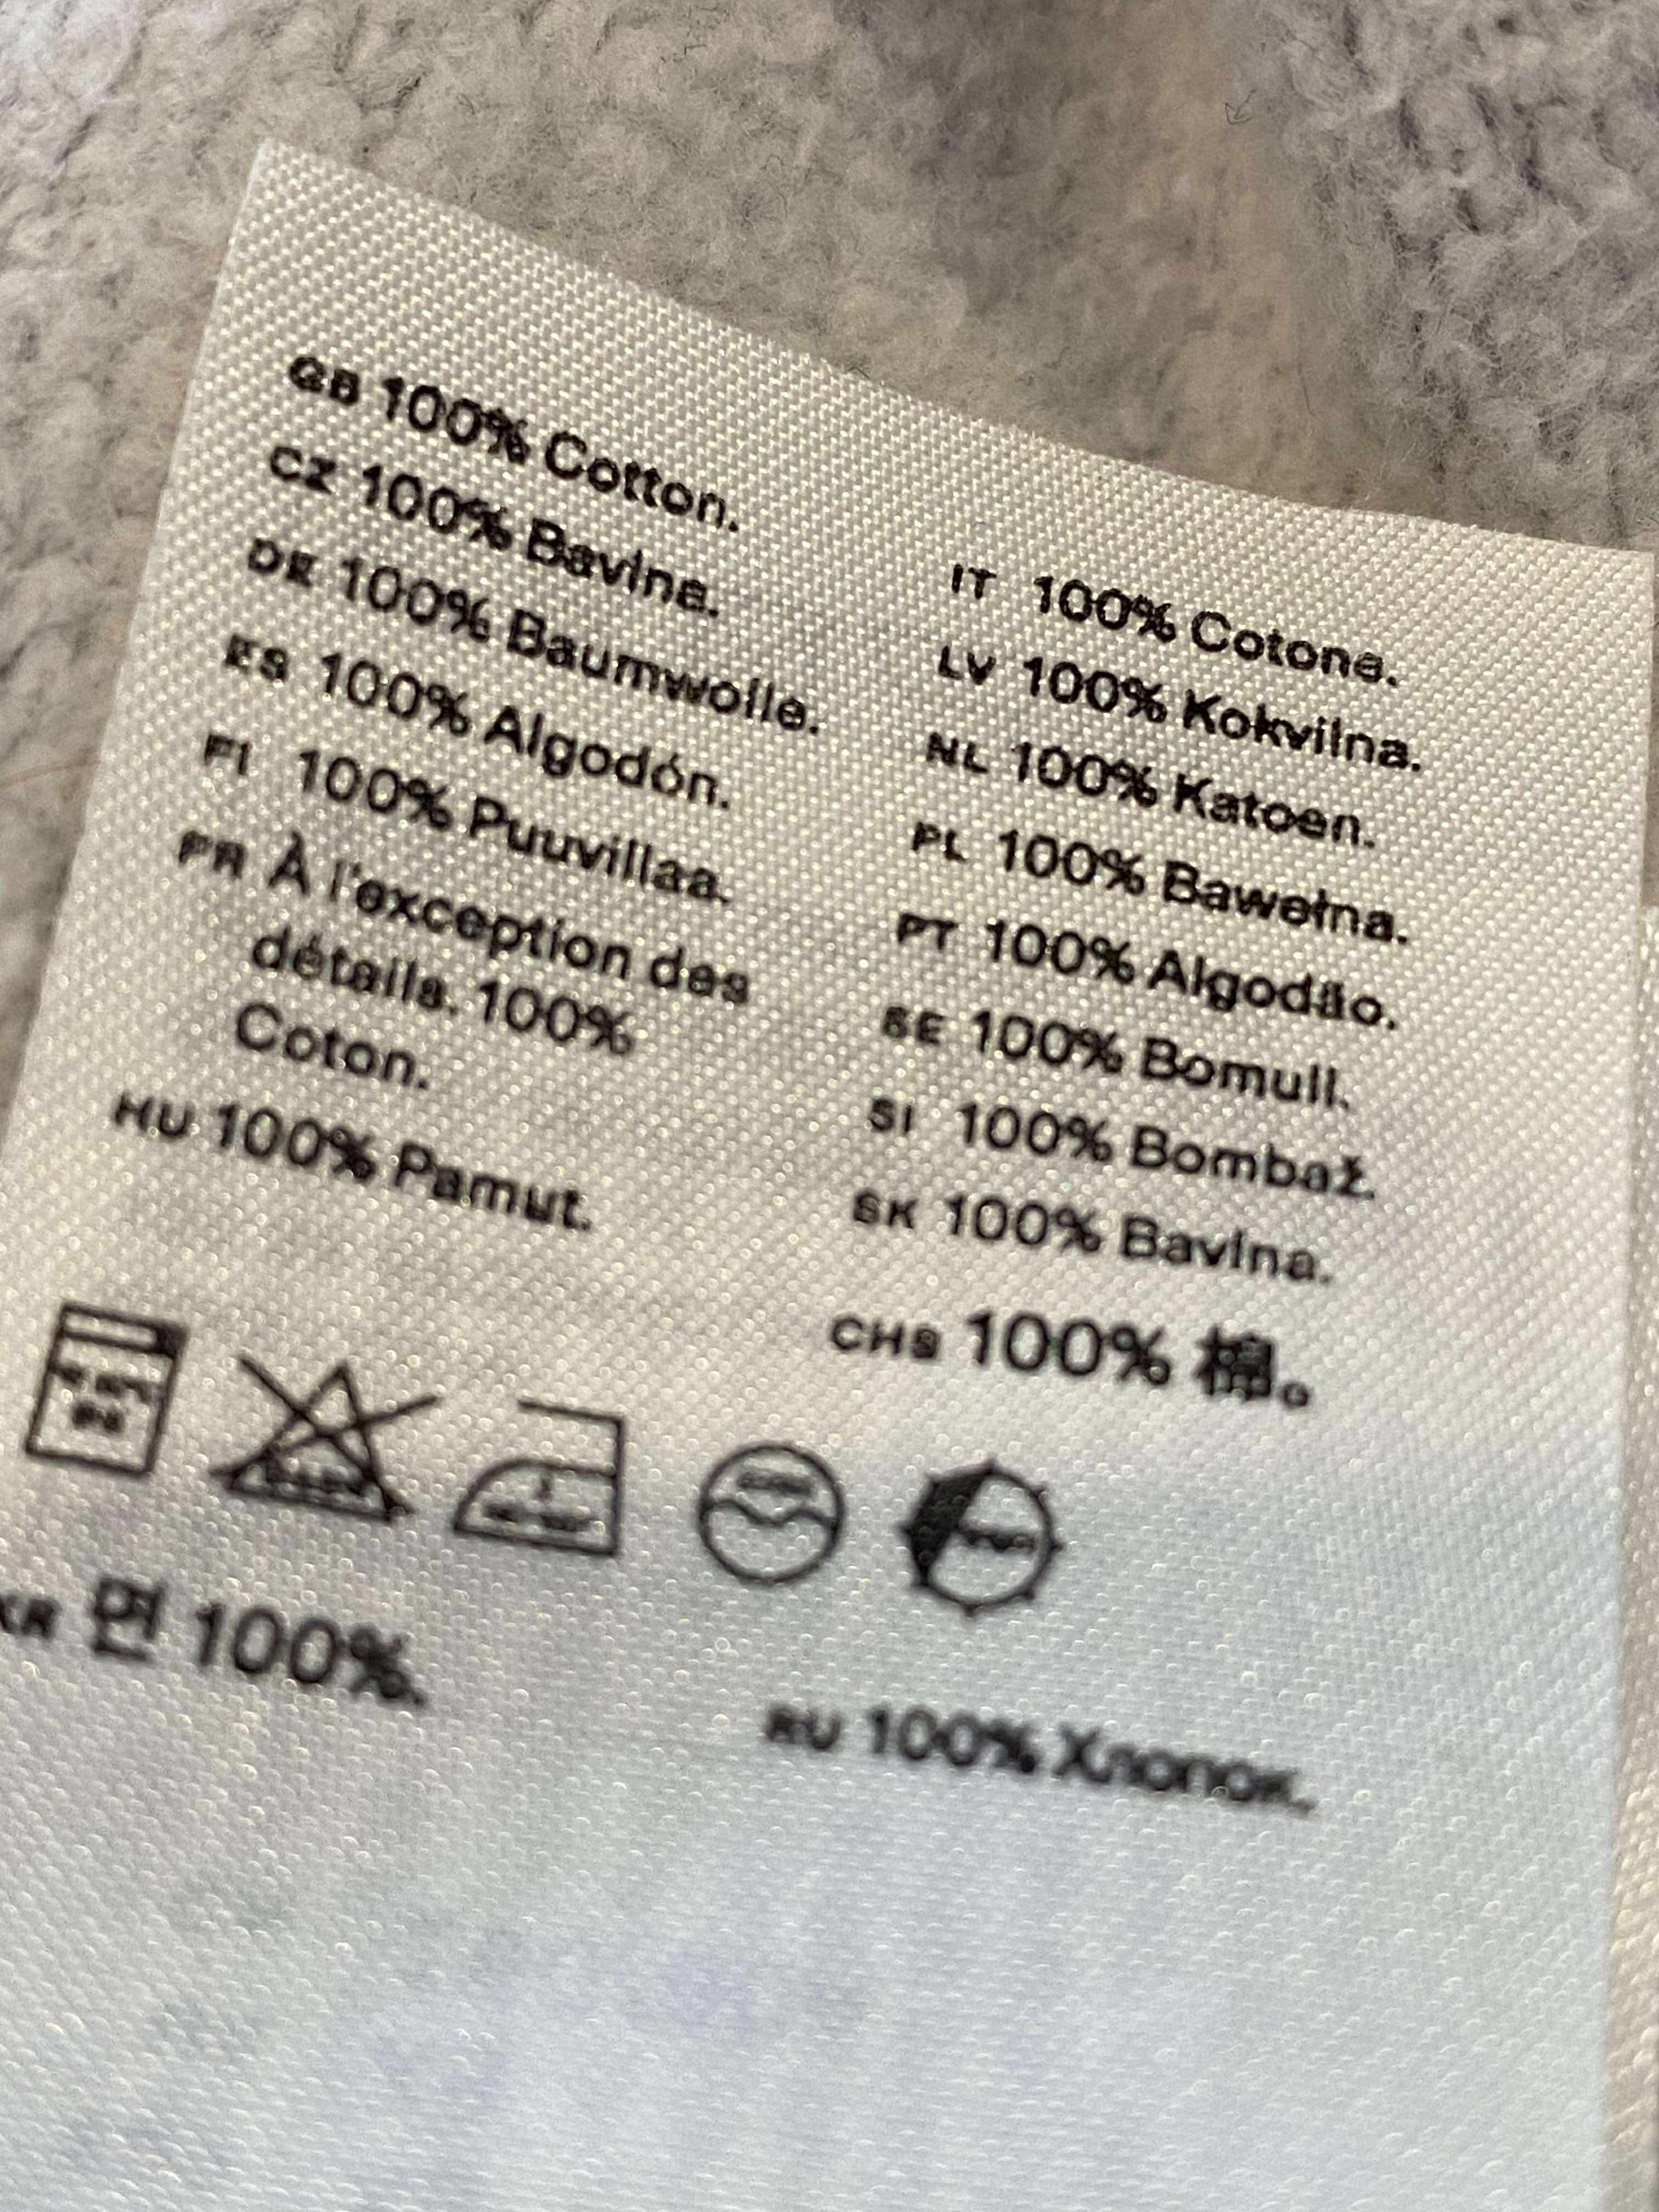 GB 100% Cotton.
CZ 100% Bavlna.
DE 100% Baumwolle.
ES 100% Algodón.
FI 100% Puuvillaa.
FR À l'exception des
détails. 100%
Coton.
HU 100% Pamut.
IT 100% Cotone.
LV 100% Kokvilna.
NL 100% Katoen.
PL 100% Bawełna.
PT 100% Algodão.
SE 100% Bomull.
SI 100% Bombaž.
SK 100% Bavlna.
CHS 100% 棉。
KR 면 100%.
RU 100% Хлопок.